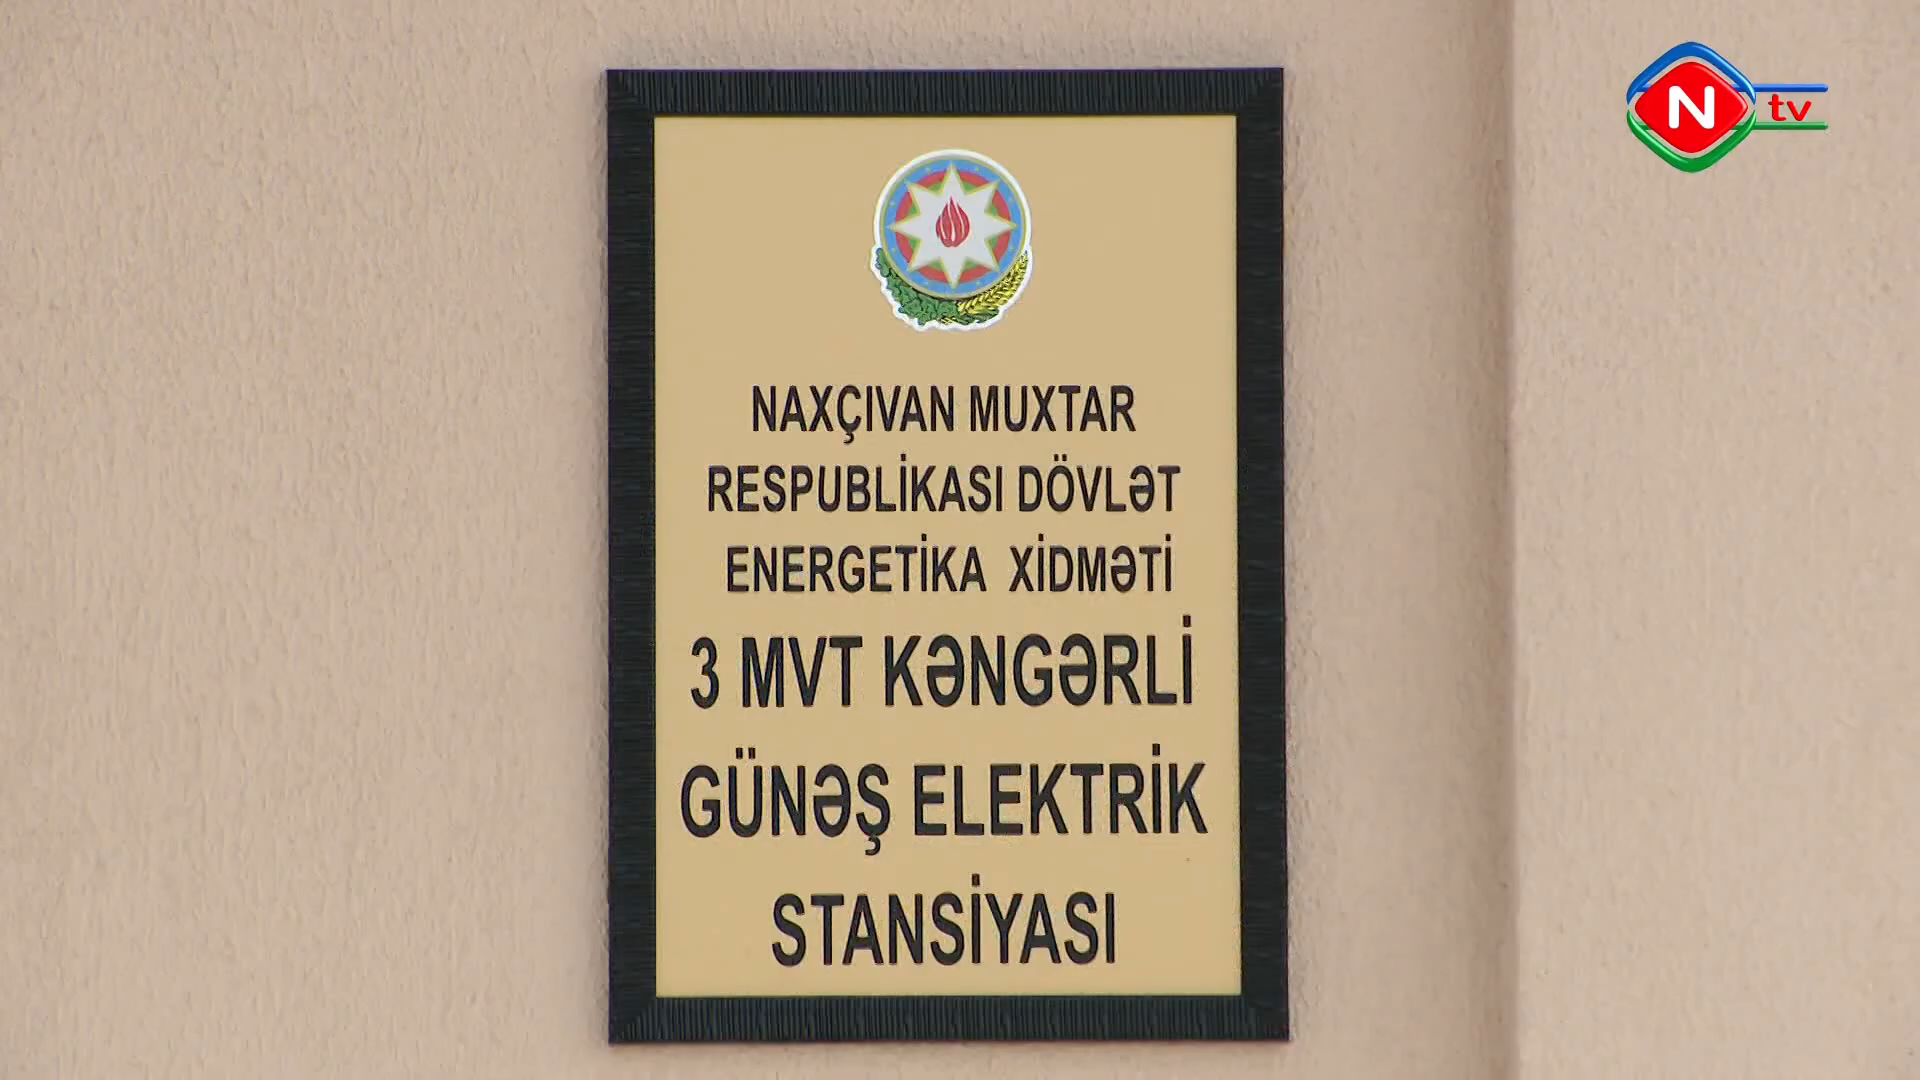 N tv
NAXÇIVAN MUXTAR
RESPUBLİKASI DÖVLƏT
ENERGETİKA XİDMƏTİ
3 MVT KƏNGƏRLİ
GÜNƏŞ ELEKTRİK
STANSİYASI